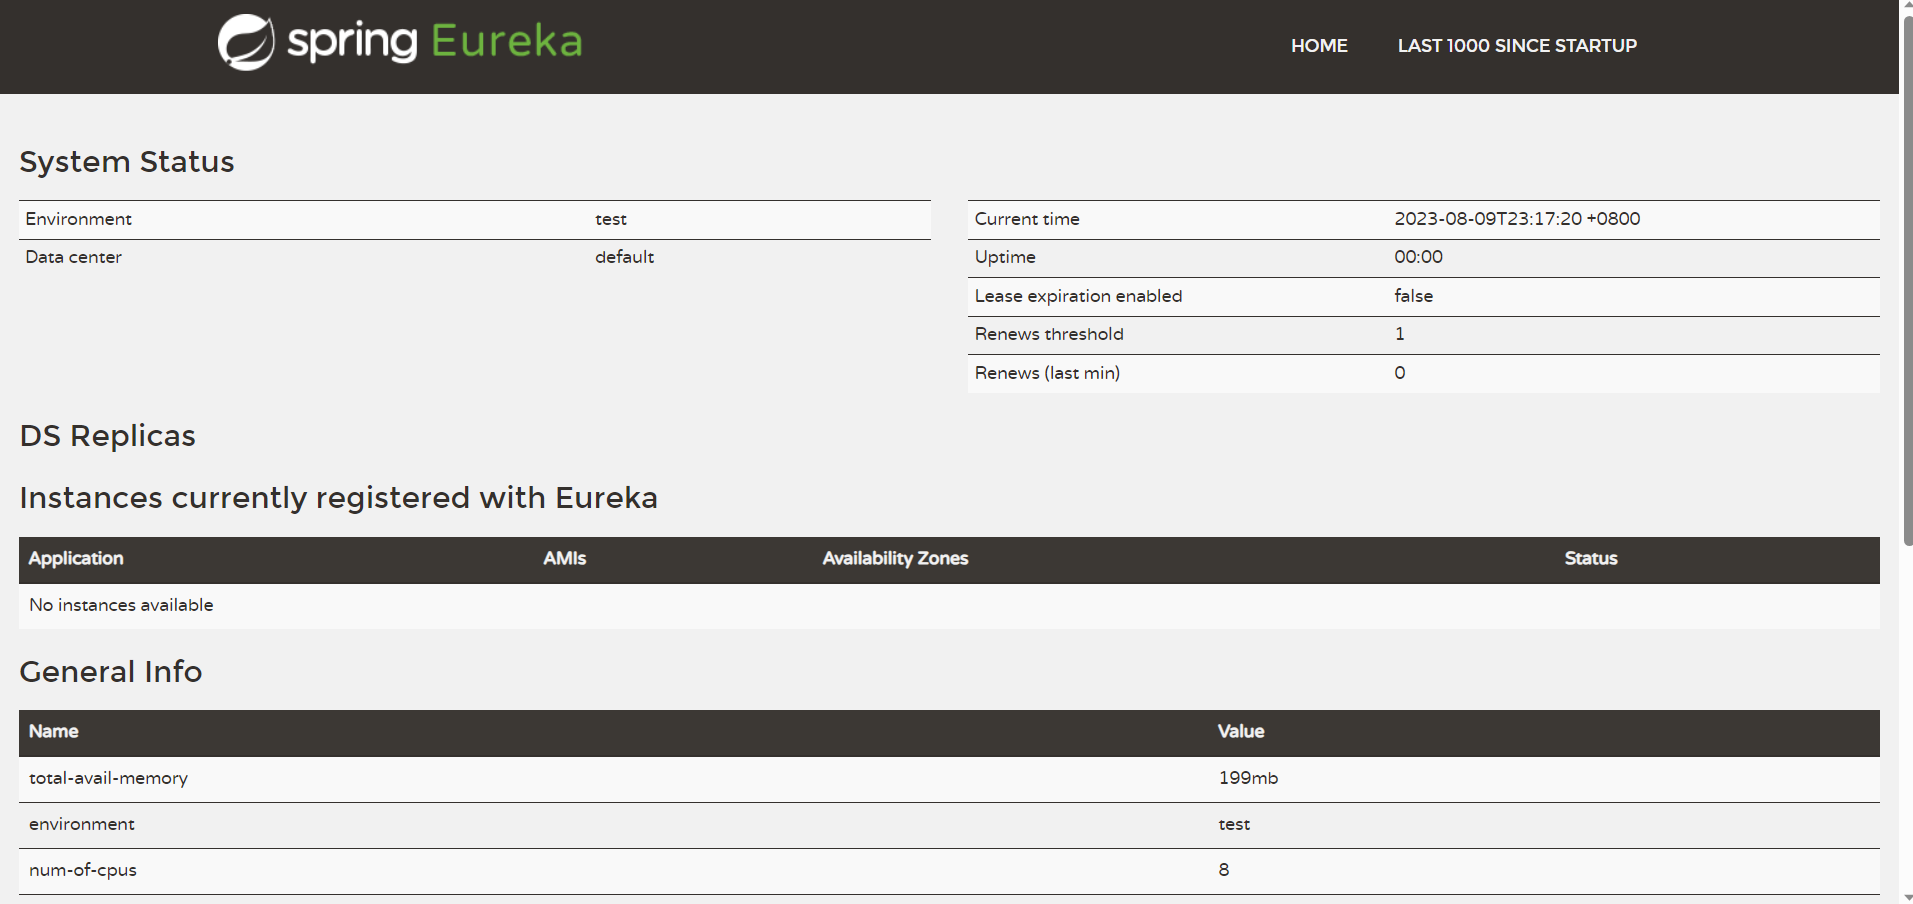 spring Eureka
HOME LAST 1000 SINCE STARTUP
System Status
Environment test
Data center default
Current time 2023-08-09T23:17:20 +0800
Uptime 00:00
Lease expiration enabled false
Renews threshold 1
Renews (last min) 0
DS Replicas
Instances currently registered with Eureka
Application AMIs Availability Zones Status
No instances available
General Info
Name Value
total-avail-memory 199mb
environment test
num-of-cpus 8